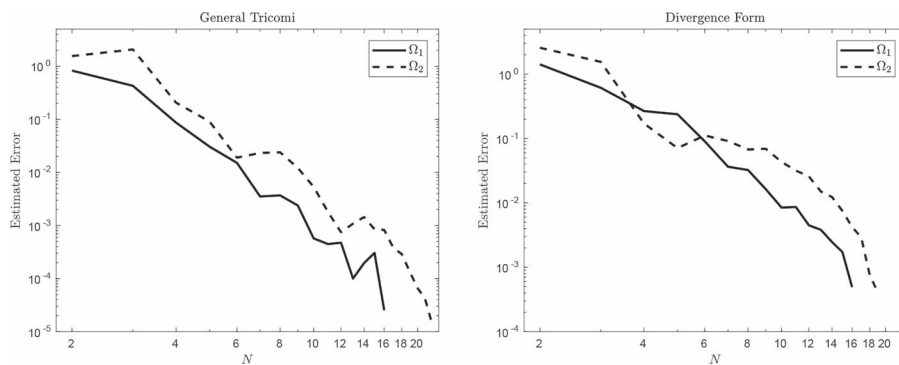 General Tricomi
Estimated Error
10^0
10^-1
10^-2
10^-3
10^-4
10^-5
2 4 6 8 10 12 14 16 18 20
N
Ω₁
Ω₂
Divergence Form
Estimated Error
10^0
10^-1
10^-2
10^-3
10^-4
2 4 6 8 10 12 14 16 18 20
N
Ω₁
Ω₂